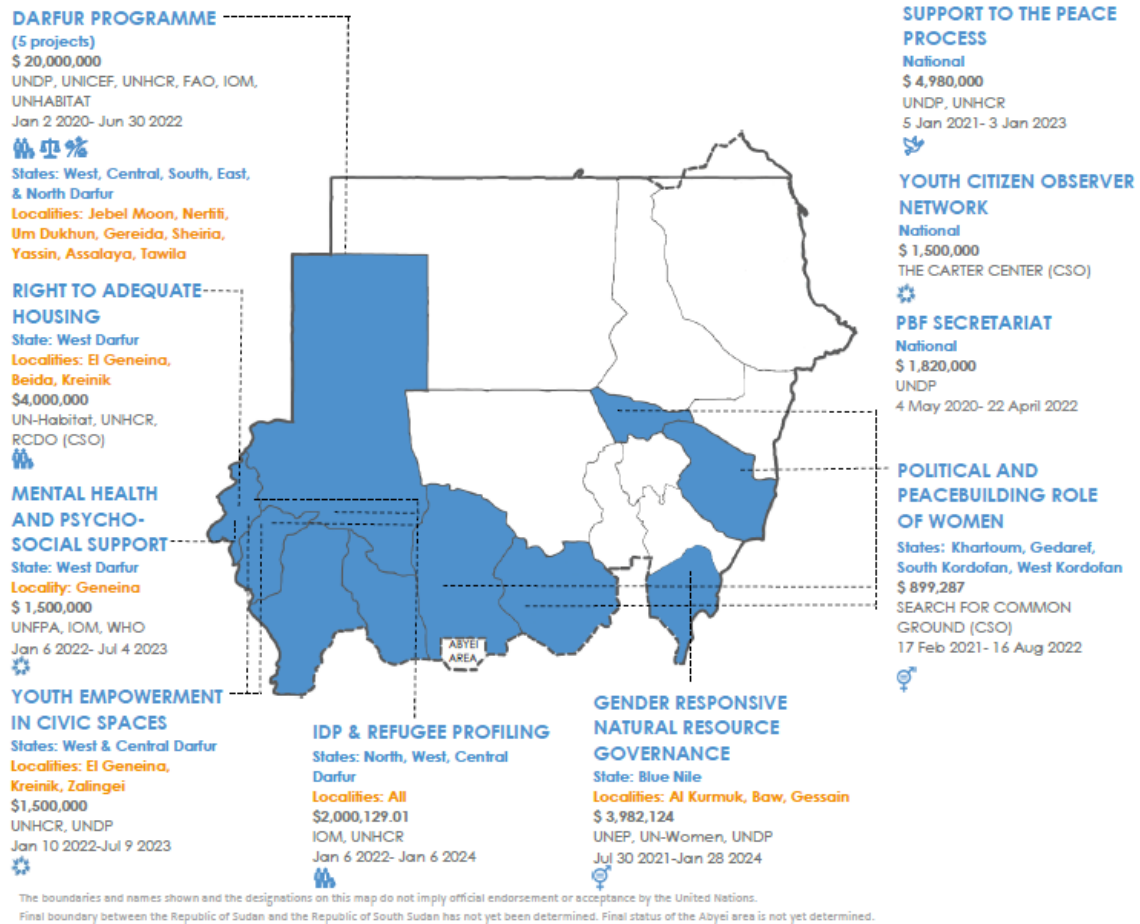 DARFUR PROGRAMME
(5 projects)
$ 20,000,000
UNDP, UNICEF, UNHCR, FAO, IOM,
UNHABITAT
Jan 2 2020- Jun 30 2022
States: West, Central, South, East,
& North Darfur
Localities: Jebel Moon, Nertiti,
Um Dukhun, Gereida, Sheiria,
Yassin, Assalaya, Tawila
RIGHT TO ADEQUATE
HOUSING
State: West Darfur
Localities: El Geneina,
Beida, Kreinik
$4,000,000
UN-Habitat, UNHCR,
RCDO (CSO)
MENTAL HEALTH
AND PSYCHO-
SOCIAL SUPPORT
State: West Darfur
Locality: Geneina
$ 1,500,000
UNFPA, IOM, WHO
Jan 6 2022- Jul 4 2023
YOUTH EMPOWERMENT
IN CIVIC SPACES
States: West & Central Darfur
Localities: El Geneina,
Kreinik, Zalingei
$1,500,000
UNHCR, UNDP
Jan 10 2022-Jul 9 2023
ABYEI
AREA
IDP & REFUGEE PROFILING
States: North, West, Central
Darfur
Localities: All
$2,000,129.01
IOM, UNHCR
Jan 6 2022- Jan 6 2024
GENDER RESPONSIVE
NATURAL RESOURCE
GOVERNANCE
State: Blue Nile
Localities: Al Kurmuk, Baw, Gessain
$ 3,982,124
UNEP, UN-Women, UNDP
Jul 30 2021-Jan 28 2024
SUPPORT TO THE PEACE
PROCESS
National
$ 4,980,000
UNDP, UNHCR
5 Jan 2021- 3 Jan 2023
YOUTH CITIZEN OBSERVER
NETWORK
National
$ 1,500,000
THE CARTER CENTER (CSO)
PBF SECRETARIAT
National
$ 1,820,000
UNDP
4 May 2020- 22 April 2022
POLITICAL AND
PEACEBUILDING ROLE
OF WOMEN
States: Khartoum, Gedaref,
South Kordofan, West Kordofan
$ 899,287
SEARCH FOR COMMON
GROUND (CSO)
17 Feb 2021- 16 Aug 2022
The boundaries and names shown and the designations on this map do not imply official endorsement or acceptance by the United Nations.
Final boundary between the Republic of Sudan and the Republic of South Sudan has not yet been determined. Final status of the Abyei area is not yet determined.